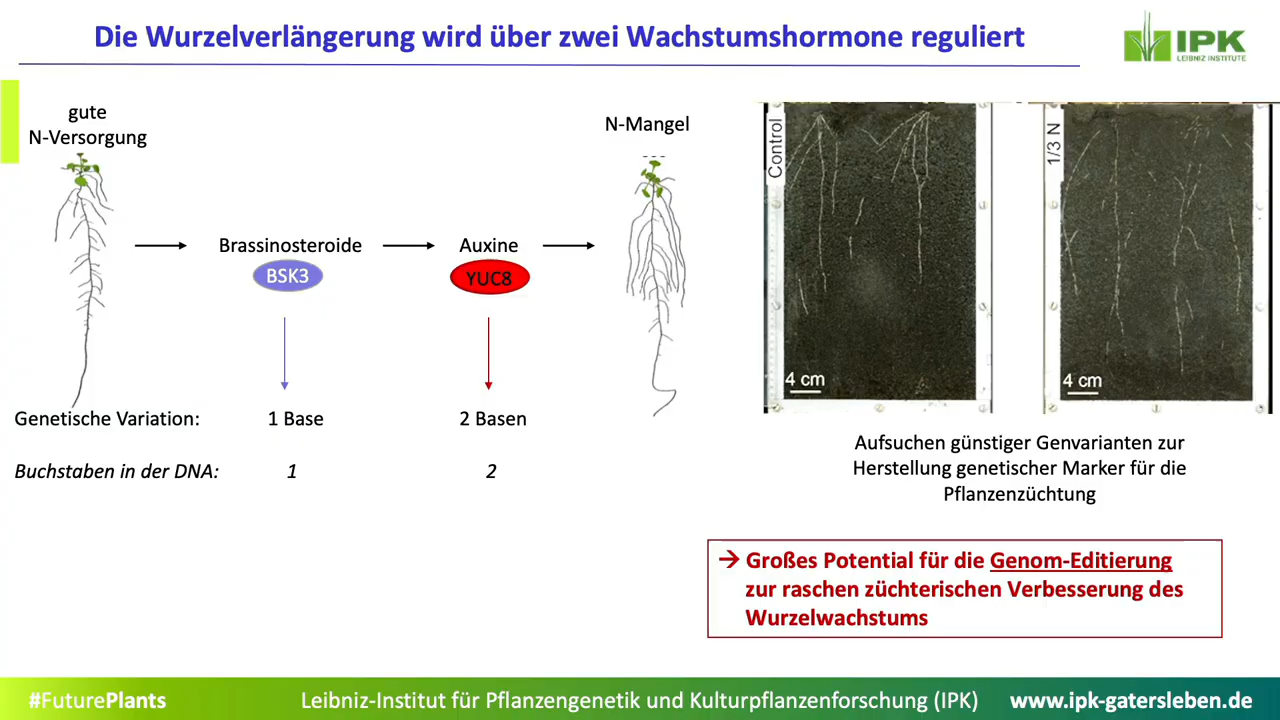 Die Wurzelverlängerung wird über zwei Wachstumshormone reguliert
IPK
LEIBNIZ INSTITUTE
gute
N-Versorgung
N-Mangel
Brassinosteroide
Auxine
BSK3
YUC8
Genetische Variation:
1 Base
2 Basen
Buchstaben in der DNA:
1
2
Control
4 cm
1/3 N
4 cm
Aufsuchen günstiger Genvarianten zur
Herstellung genetischer Marker für die
Pflanzenzüchtung
→ Großes Potential für die Genom-Editierung
zur raschen züchterischen Verbesserung des
Wurzelwachstums
#FuturePlants
Leibniz-Institut für Pflanzengenetik und Kulturpflanzenforschung (IPK)
www.ipk-gatersleben.de